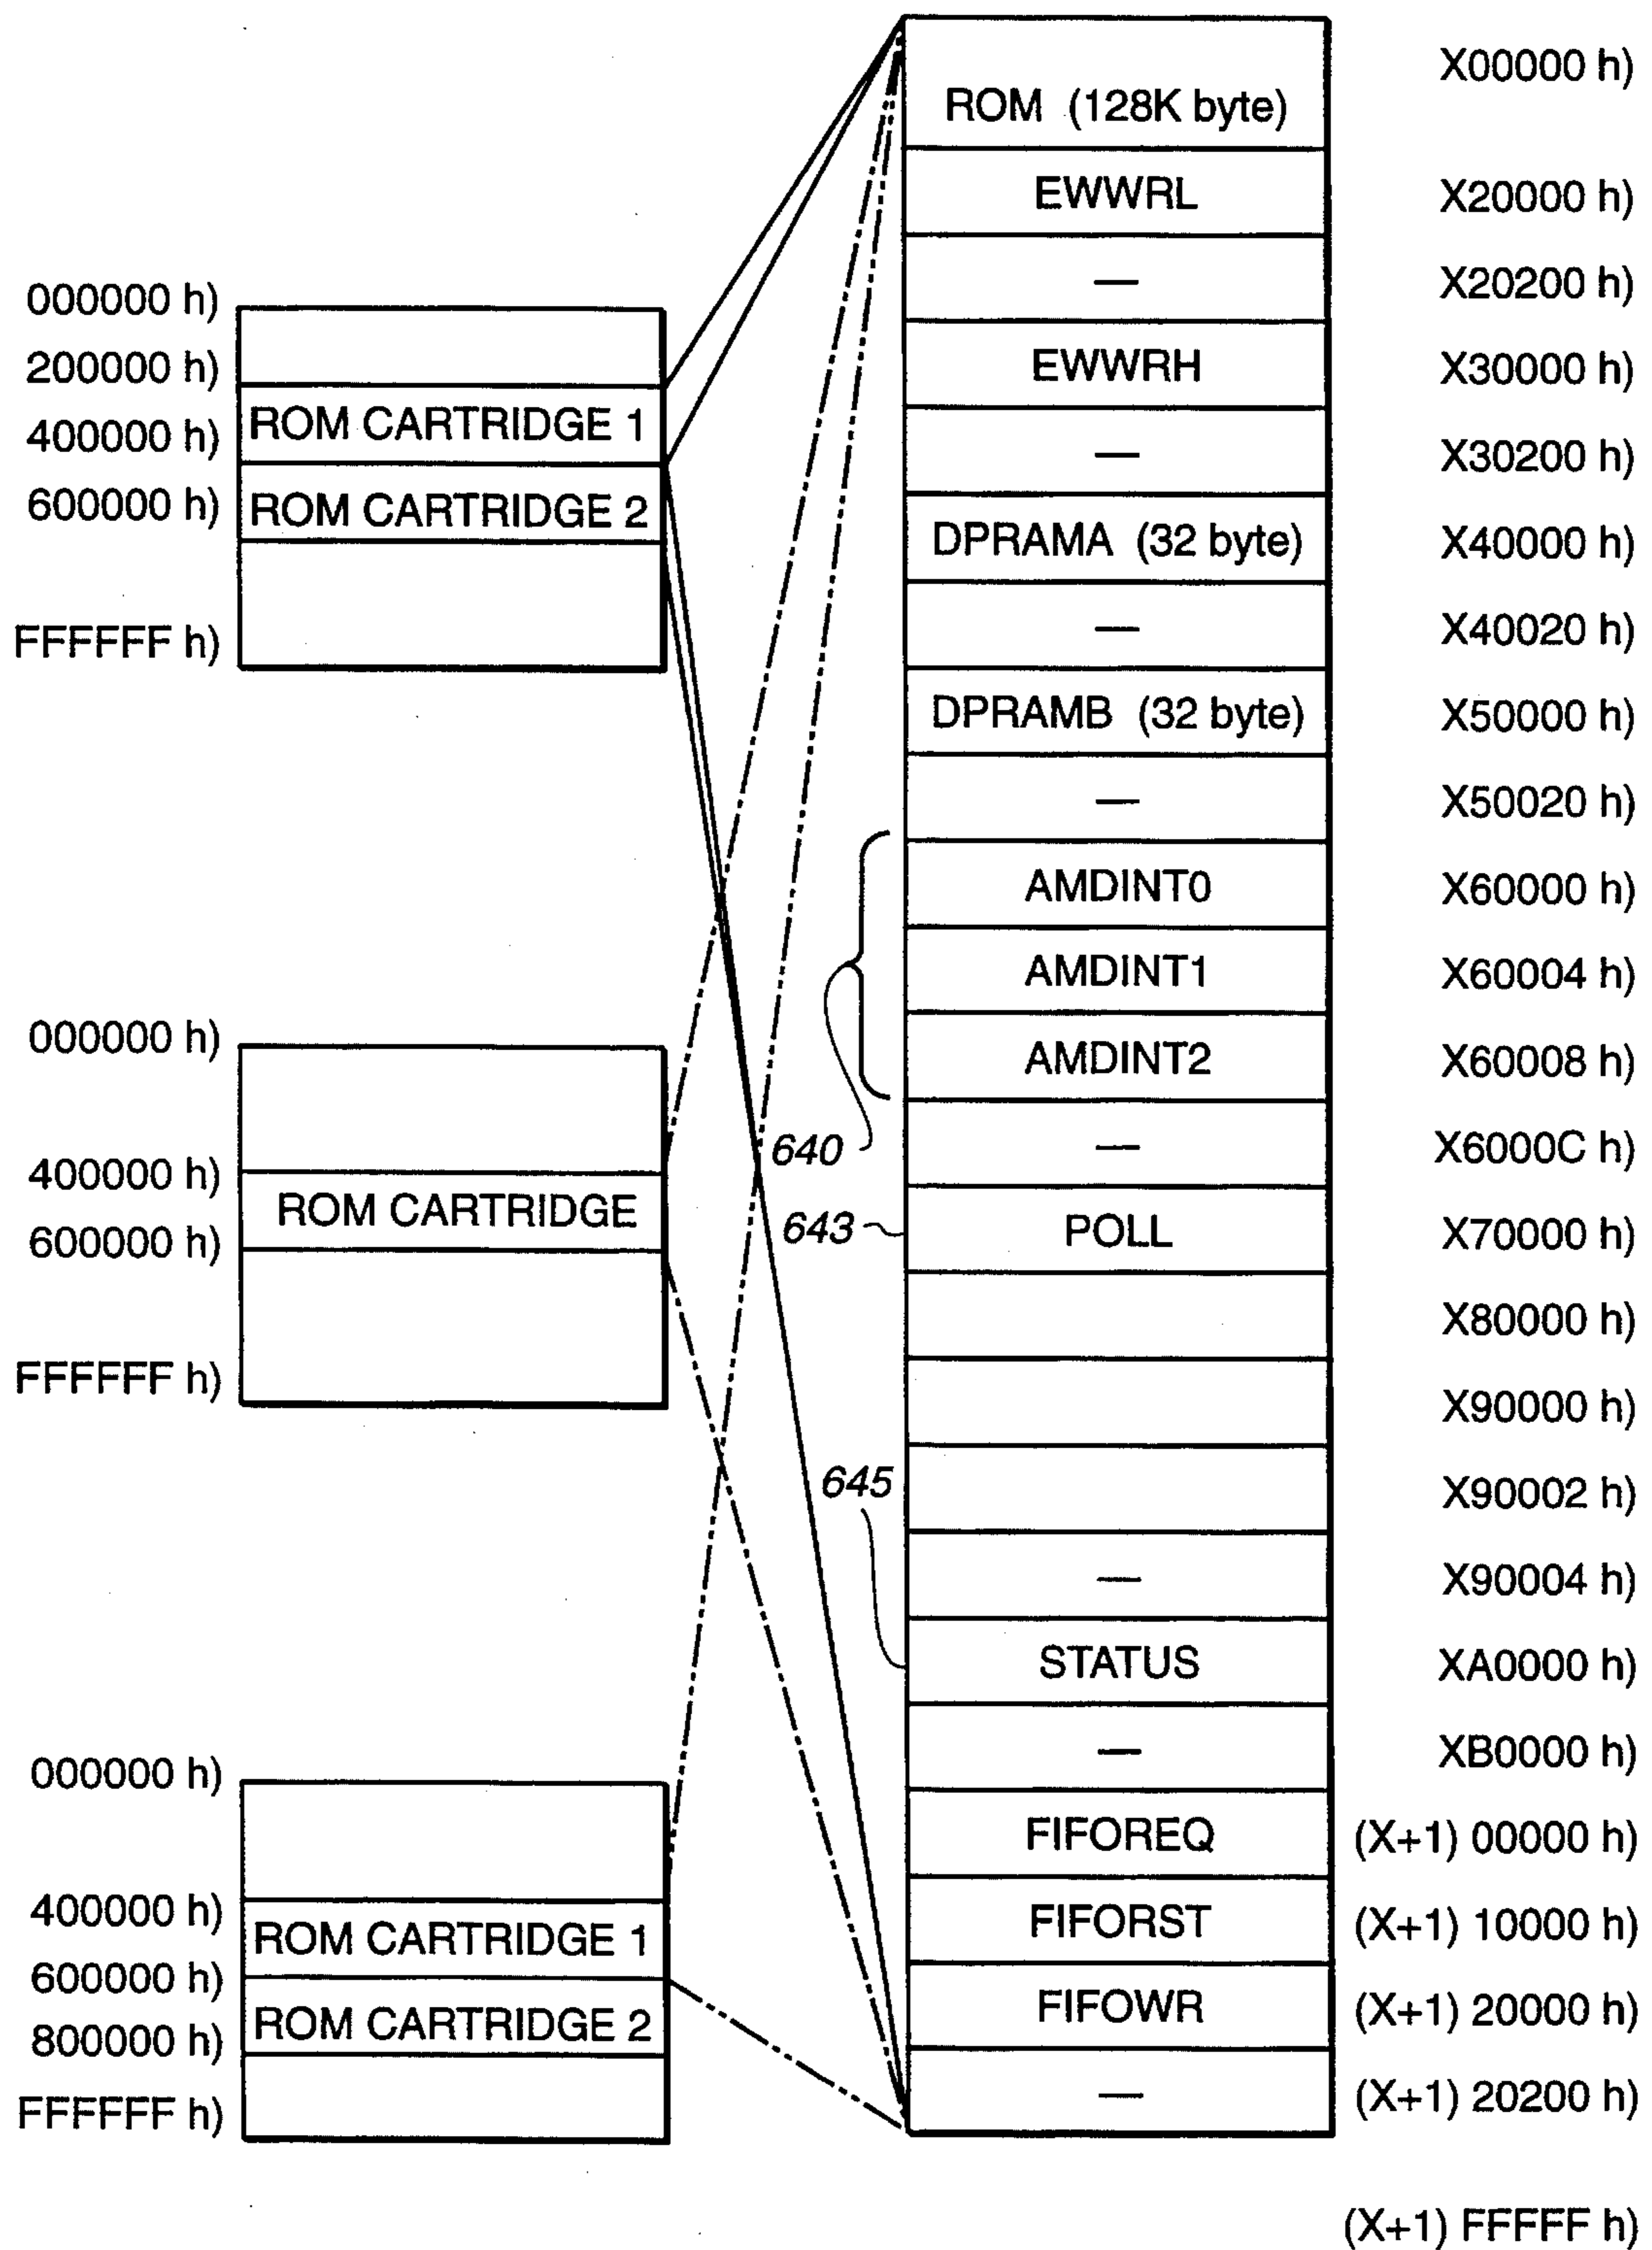 000000 h)
200000 h)
ROM CARTRIDGE 1
400000 h)
600000 h)
ROM CARTRIDGE 2
FFFFFF h)
000000 h)
400000 h)
ROM CARTRIDGE
600000 h)
FFFFFF h)
000000 h)
400000 h)
ROM CARTRIDGE 1
600000 h)
ROM CARTRIDGE 2
800000 h)
FFFFFF h)
640
643
645
X00000 h)
ROM (128K byte)
EWWRL X20000 h)
— X20200 h)
EWWRH X30000 h)
— X30200 h)
DPRAMA (32 byte) X40000 h)
— X40020 h)
DPRAMB (32 byte) X50000 h)
— X50020 h)
AMDINT0 X60000 h)
AMDINT1 X60004 h)
AMDINT2 X60008 h)
— X6000C h)
POLL X70000 h)
X80000 h)
X90000 h)
X90002 h)
— X90004 h)
STATUS XA0000 h)
— XB0000 h)
FIFOREQ (X+1) 00000 h)
FIFORST (X+1) 10000 h)
FIFOWR (X+1) 20000 h)
— (X+1) 20200 h)
(X+1) FFFFF h)